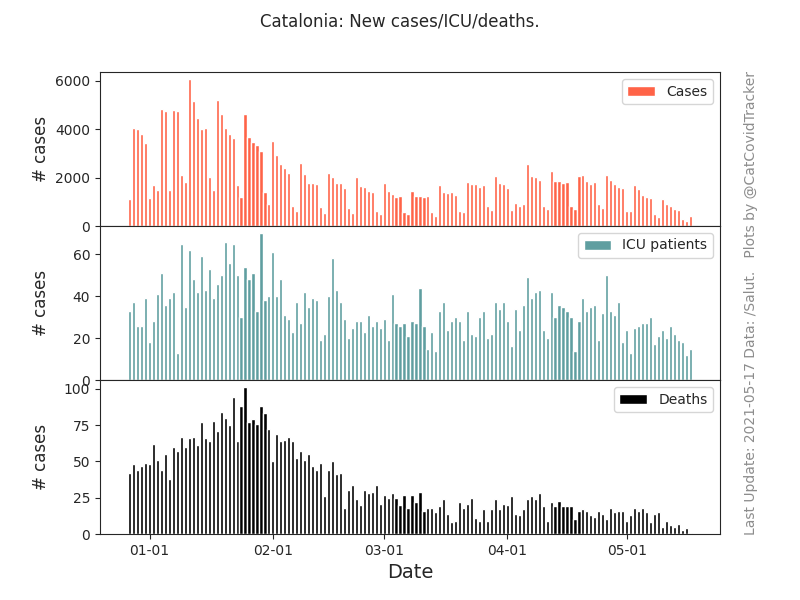 Catalonia: New cases/ICU/deaths.
6000
4000
2000
0
# cases
Cases
60
40
20
0
# cases
ICU patients
100
75
50
25
0
# cases
Deaths
01-01
02-01
03-01
04-01
05-01
Date
Last Update: 2021-05-17 Data: /Salut. Plots by @CatCovidTracker